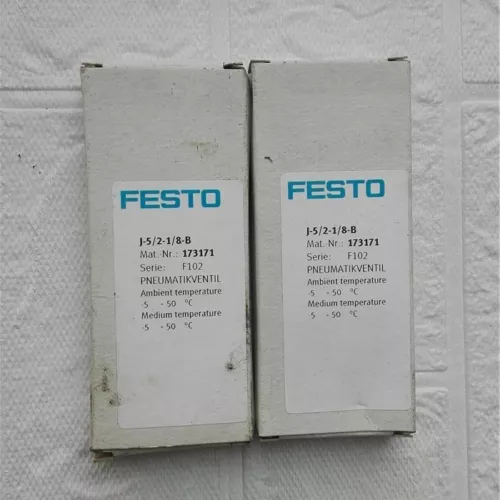 FESTO
J-5/2-1/8-B
Mat.-Nr.: 173171
Serie: F102
PNEUMATIKVENTIL
Ambient temperature
-5 - 50 °C
Medium temperature
-5 - 50 °C
FESTO
J-5/2-1/8-B
Mat.-Nr.: 173171
Serie: F102
PNEUMATIKVENTIL
Ambient temperature
-5 - 50 °C
Medium temperature
-5 - 50 °C